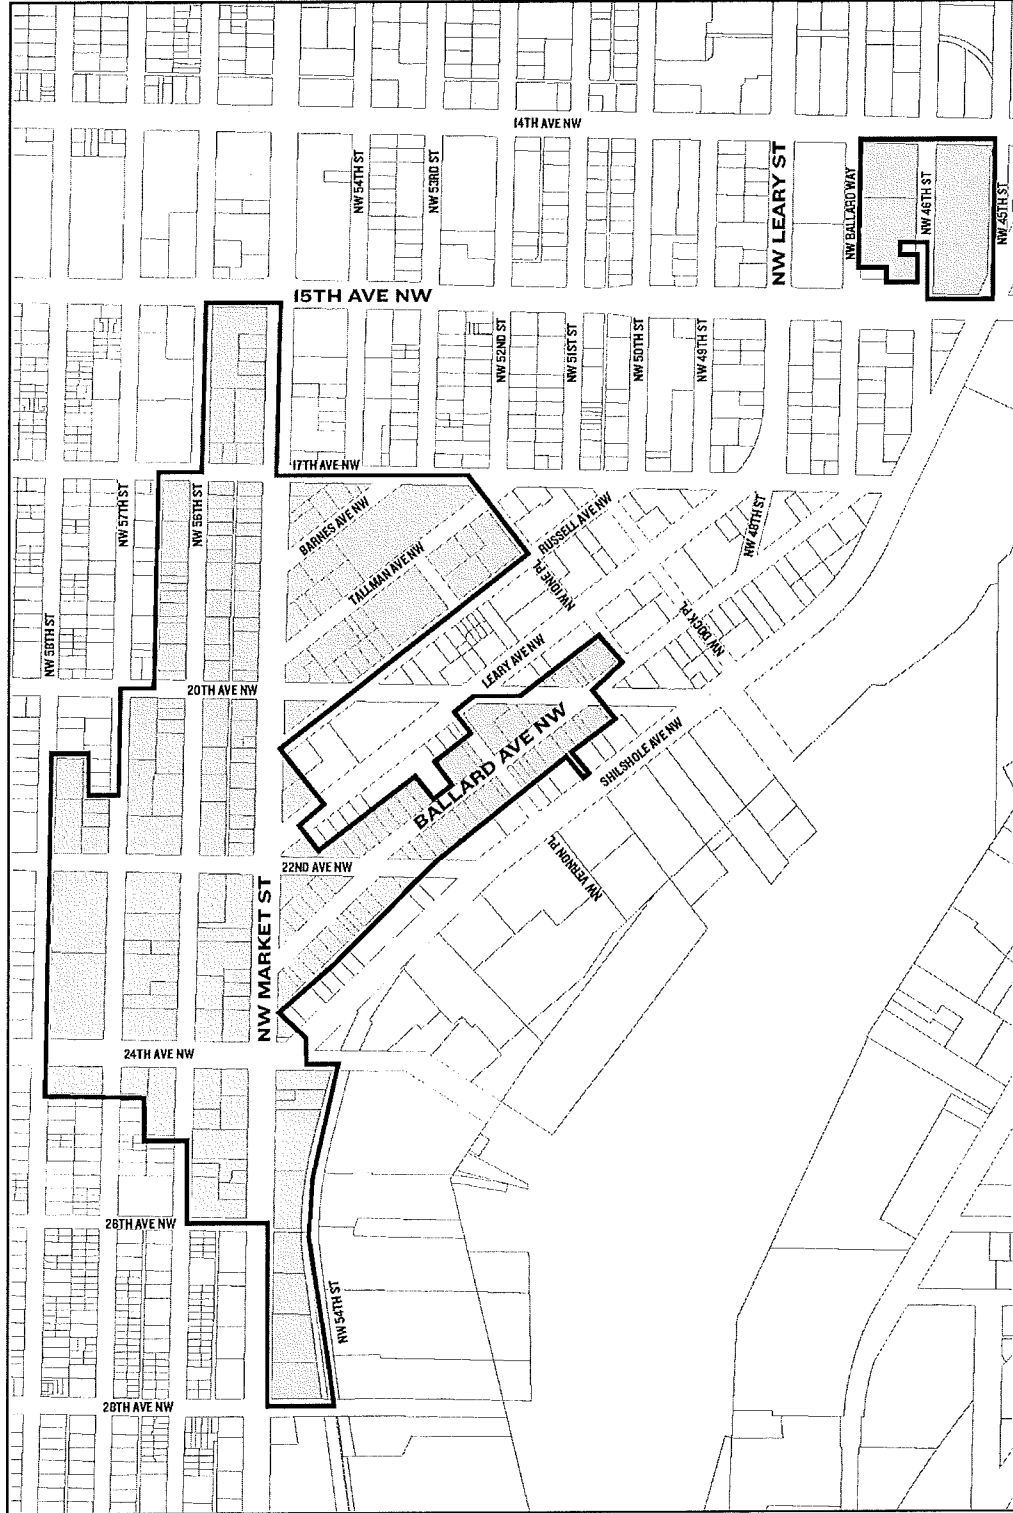 14TH AVE NW
NW 54TH ST
NW 53RD ST
NW LEARY ST
NW BALLARD WAY
NW 46TH ST
NW 45TH ST
15TH AVE NW
NW 52ND ST
NW 51ST ST
NW 50TH ST
NW 49TH ST
17TH AVE NW
NW 57TH ST
NW 56TH ST
BARNES AVE NW
RUSSELL AVE NW
NW 48TH ST
TALLMAN AVE NW
NW IONE PL
NW 58TH ST
NW DOCK PL
LEARY AVE NW
20TH AVE NW
BALLARD AVE NW
SHILSHOLE AVE NW
22ND AVE NW
NW VERNON PL
NW MARKET ST
24TH AVE NW
26TH AVE NW
NW 54TH ST
28TH AVE NW